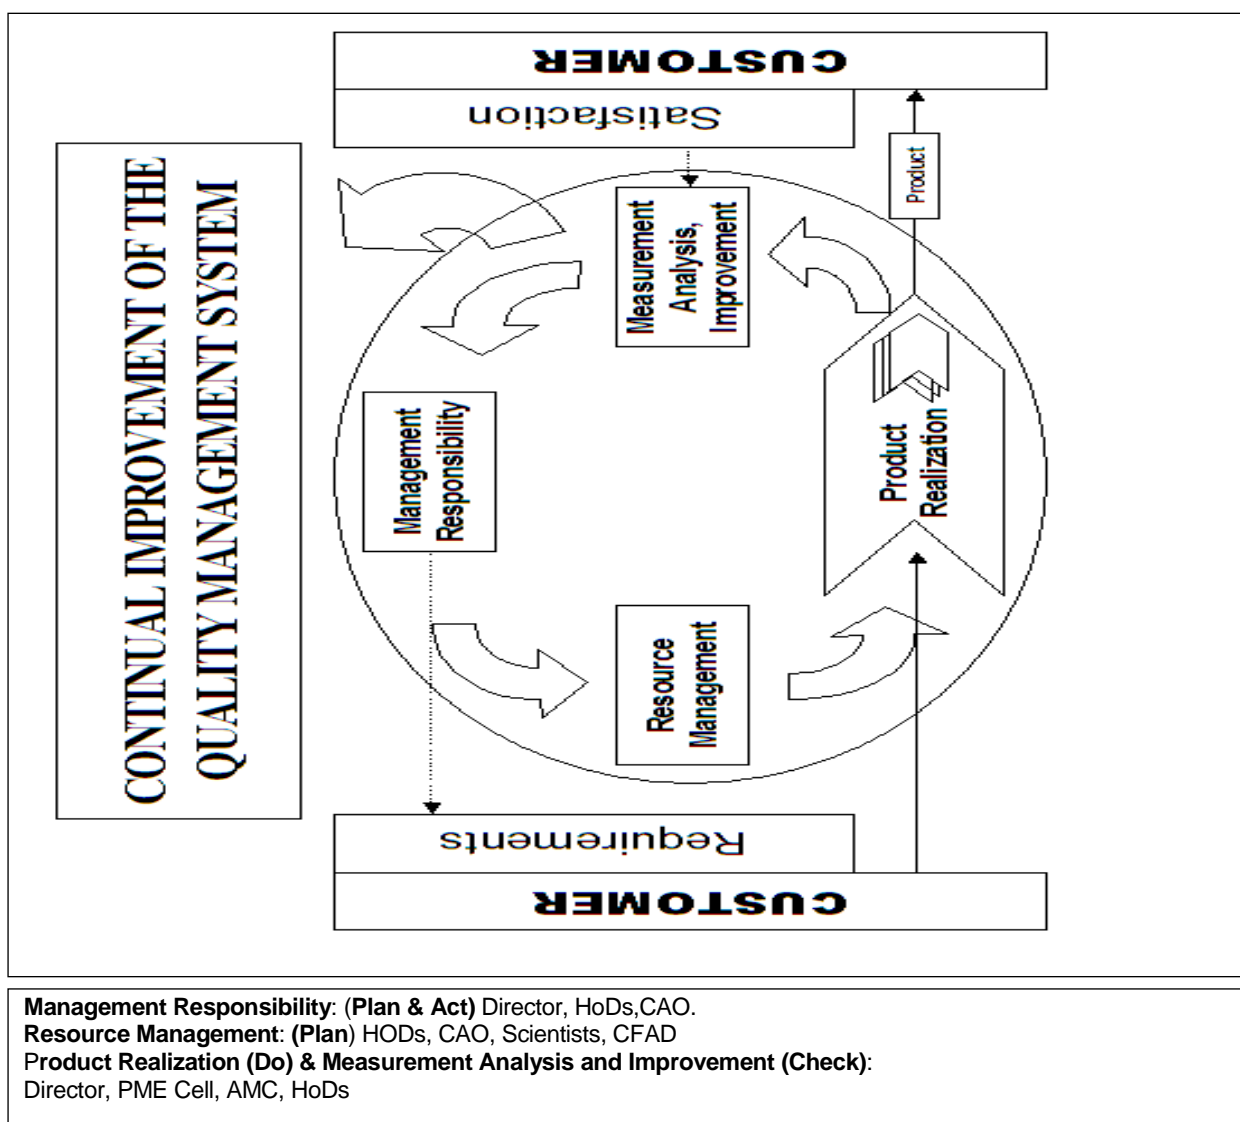 CUSTOMER
Satisfaction
CONTINUAL IMPROVEMENT OF THE
QUALITY MANAGEMENT SYSTEM
Product
Measurement
Analysis,
Improvement
Management
Responsibility
Product
Realization
Resource
Management
Requirements
CUSTOMER
Management Responsibility: (Plan & Act) Director, HoDs,CAO.
Resource Management: (Plan) HODs, CAO, Scientists, CFAD
Product Realization (Do) & Measurement Analysis and Improvement (Check):
Director, PME Cell, AMC, HoDs